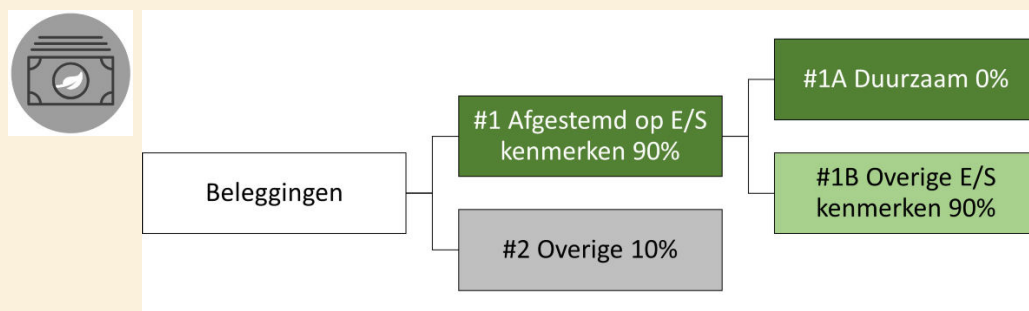 Beleggingen
#1 Afgestemd op E/S
kenmerken 90%
#2 Overige 10%
#1A Duurzaam 0%
#1B Overige E/S
kenmerken 90%